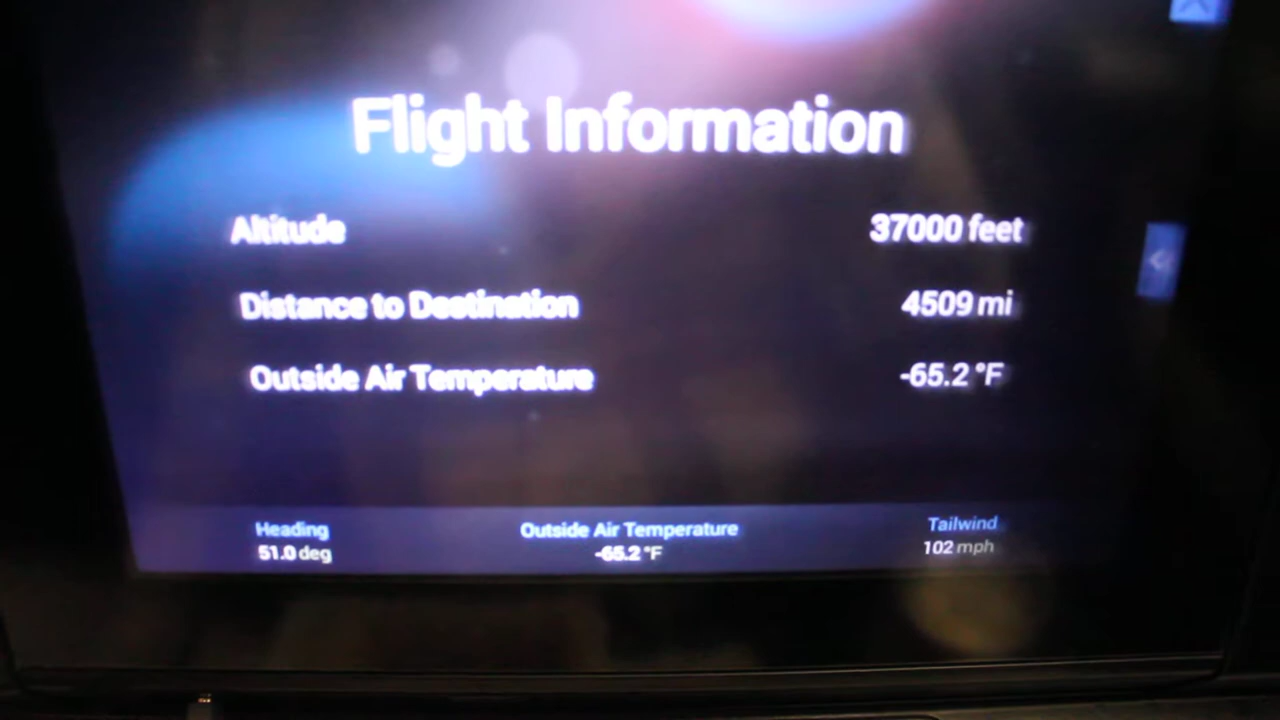 Flight Information
Altitude 37000 feet
Distance to Destination 4509 mi
Outside Air Temperature -65.2 °F
Heading Outside Air Temperature Tailwind
51.0 deg -65.2 °F 102 mph